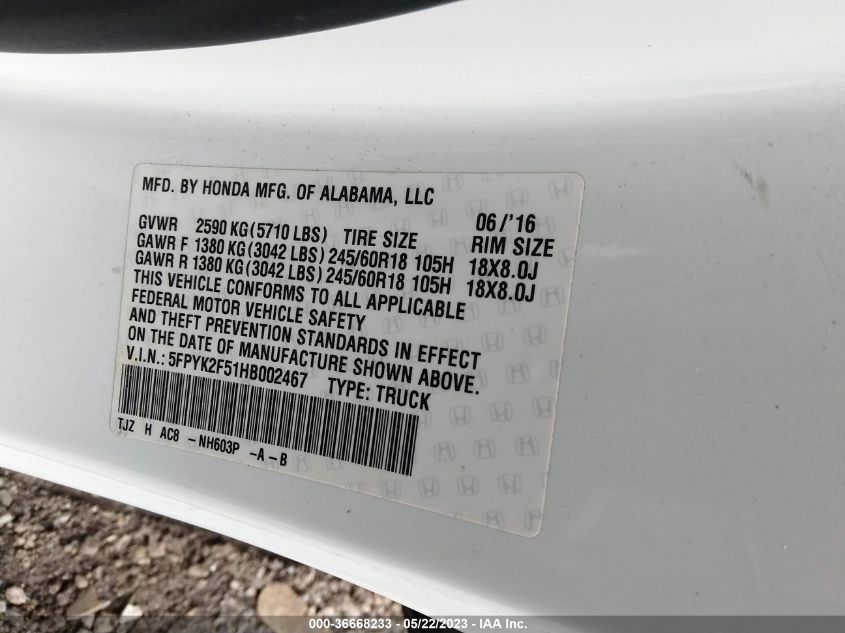 MFD. BY HONDA MFG. OF ALABAMA, LLC
06/'16
GVWR 2590 KG(5710 LBS) TIRE SIZE RIM SIZE
GAWR F 1380 KG(3042 LBS) 245/60R18 105H 18X8.0J
GAWR R 1380 KG(3042 LBS) 245/60R18 105H 18X8.0J
THIS VEHICLE CONFORMS TO ALL APPLICABLE
FEDERAL MOTOR VEHICLE SAFETY
AND THEFT PREVENTION STANDARDS IN EFFECT
ON THE DATE OF MANUFACTURE SHOWN ABOVE.
V.I.N.: 5FPYK2F51HB002467 TYPE: TRUCK
TJZ H AC8 - NH603P -A-B
000-36668233 - 05/22/2023 - IAA Inc.